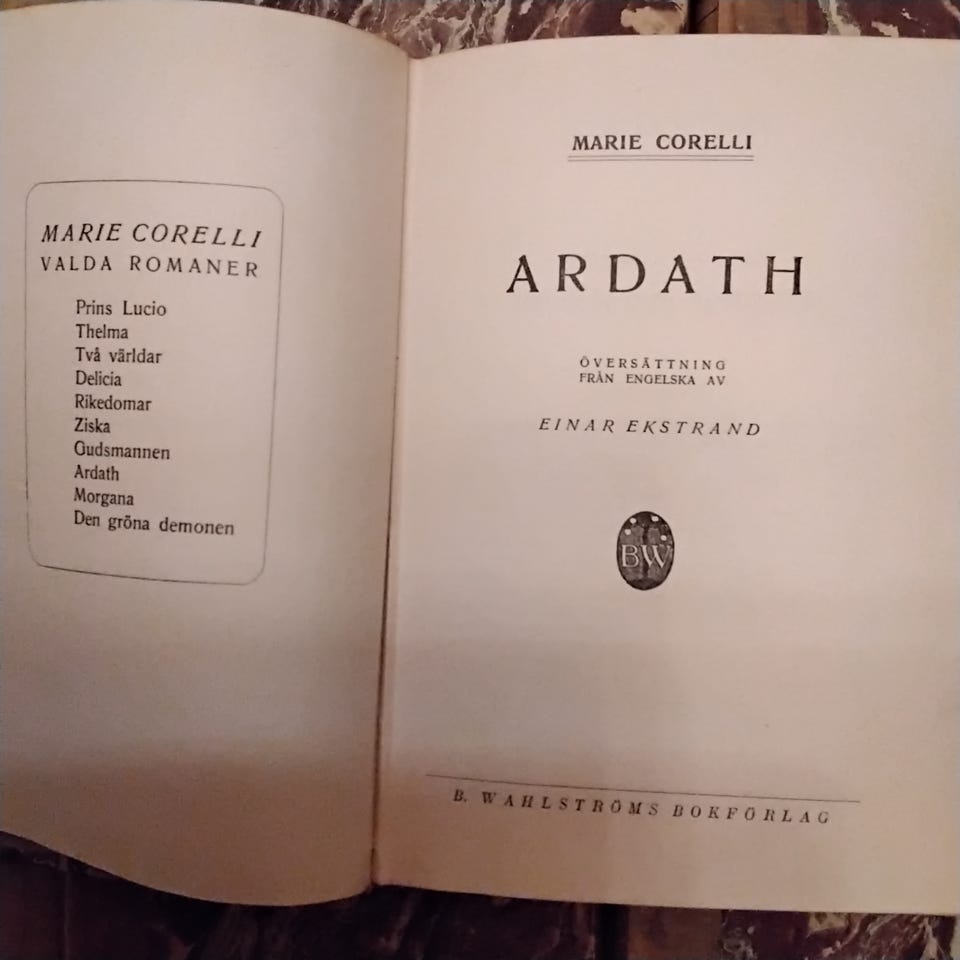 MARIE CORELLI
VALDA ROMANER
Prins Lucio
Thelma
Två världar
Delicia
Rikedomar
Ziska
Gudsmannen
Ardath
Morgana
Den gröna demonen
MARIE CORELLI
ARDATH
ÖVERSÄTTNING
FRÅN ENGELSKA AV
EINAR EKSTRAND
BW
B. WAHLSTRÖMS BOKFÖRLAG